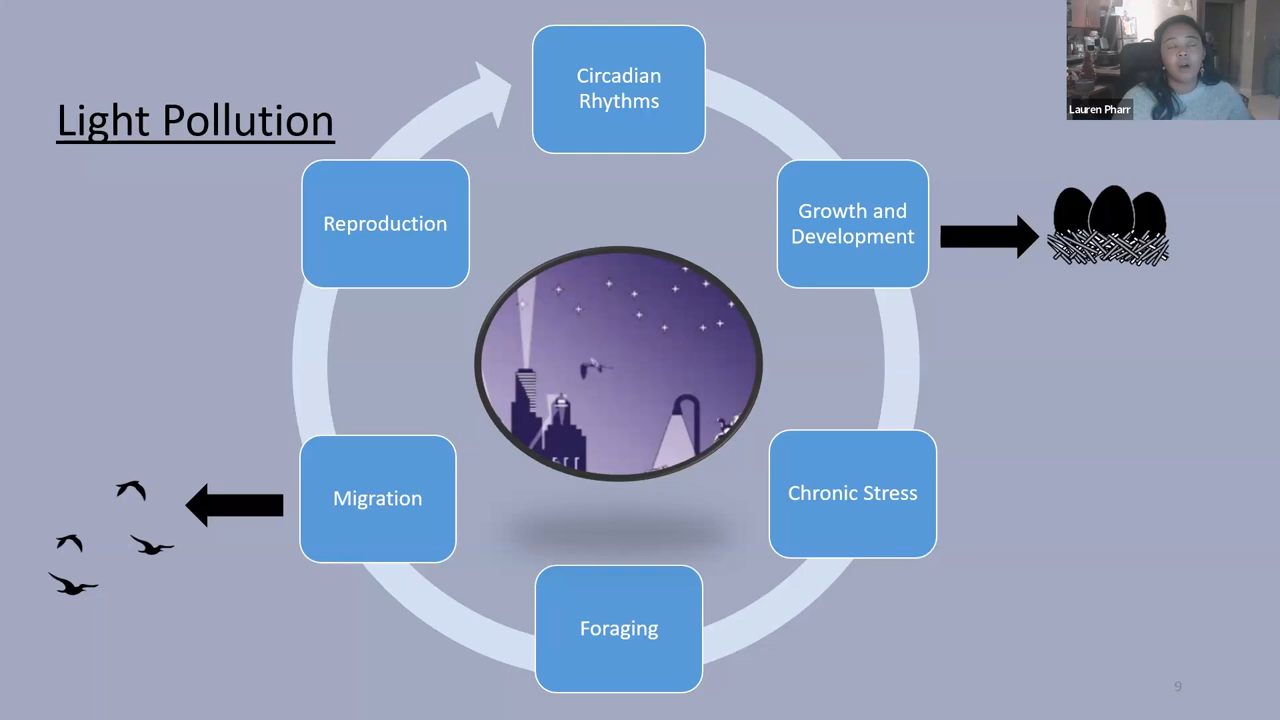 Light Pollution
Circadian
Rhythms
Growth and
Development
Chronic Stress
Foraging
Migration
Reproduction
Lauren Pharr
9